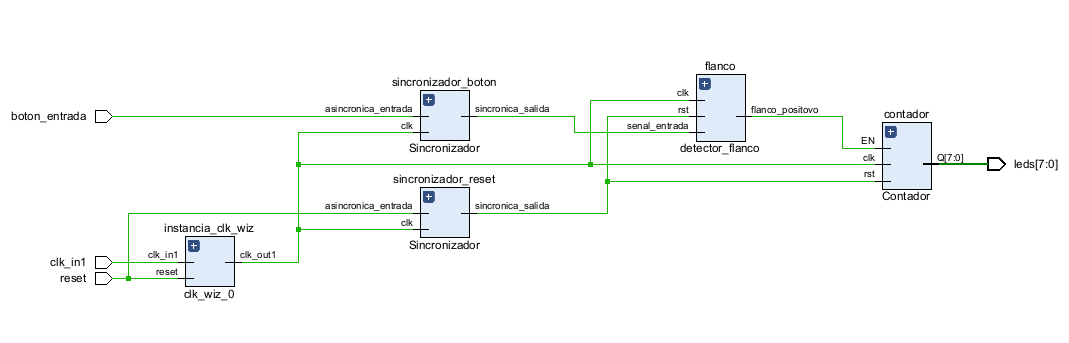 flanco
sincronizador_boton
clk
asincronica_entrada
sincronica_salida
rst
flanco_positovo
boton_entrada
clk
senal_entrada
contador
Sincronizador
detector_flanco
EN
clk
Q[7:0]
leds[7:0]
sincronizador_reset
rst
asincronica_entrada
sincronica_salida
Contador
clk
instancia_clk_wiz
Sincronizador
clk_in1
clk_in1
clk_out1
reset
reset
clk_wiz_0